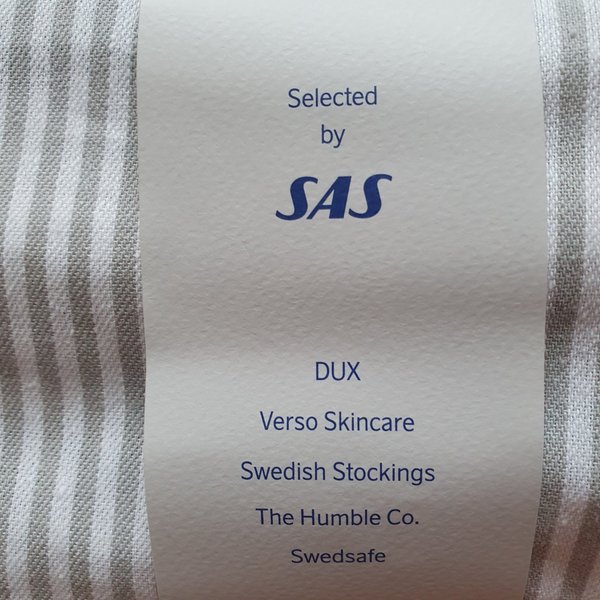 Selected
by
SAS
DUX
Verso Skincare
Swedish Stockings
The Humble Co.
Swedsafe